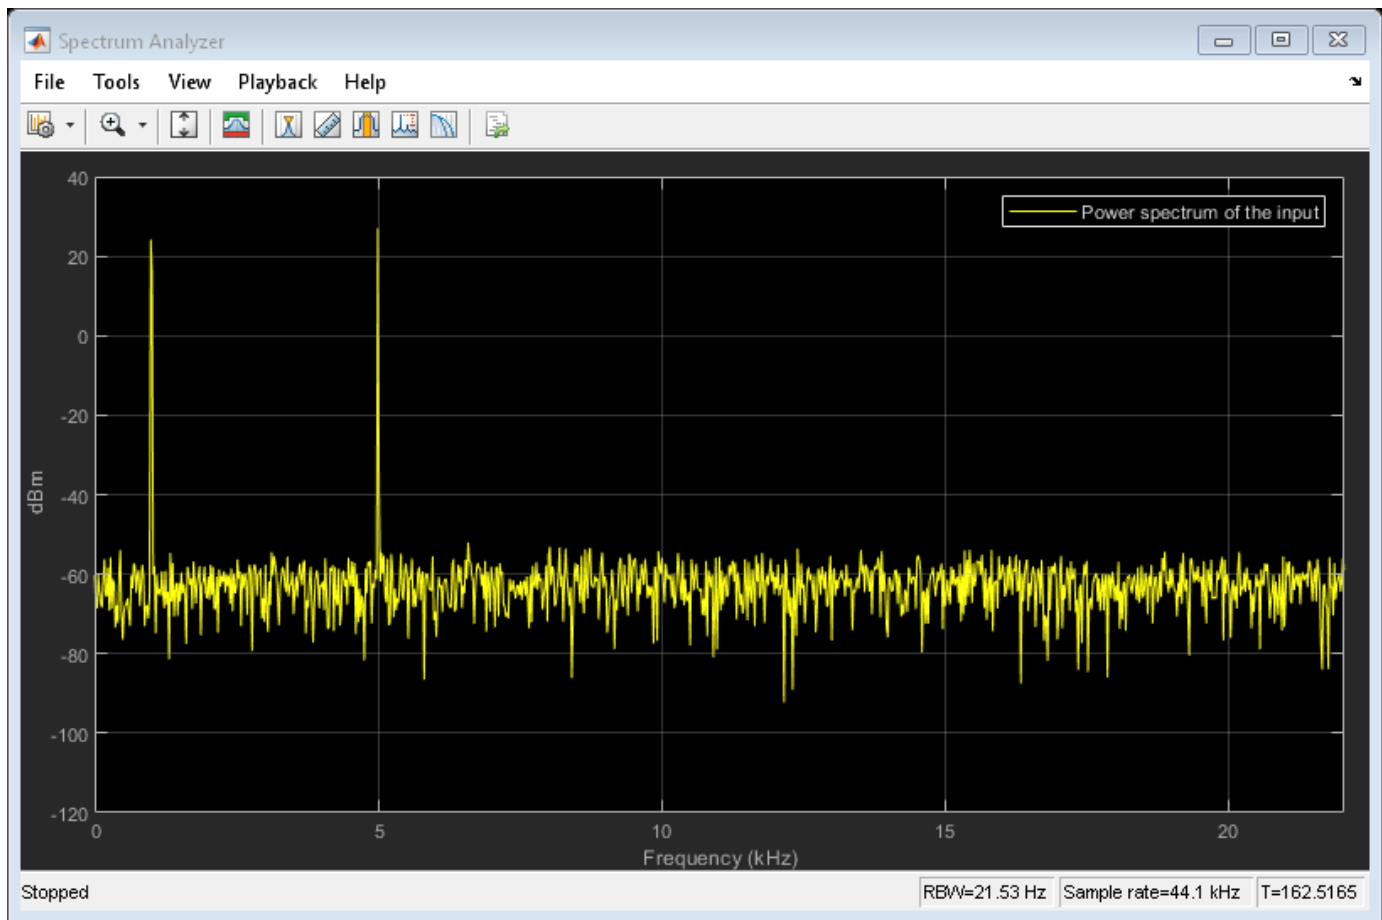 Spectrum Analyzer
File Tools View Playback Help
40
20
0
-20
-40
-60
-80
-100
-120
dBm
Power spectrum of the input
0 5 10 15 20
Frequency (kHz)
Stopped RBW=21.53 Hz Sample rate=44.1 kHz T=162.5165